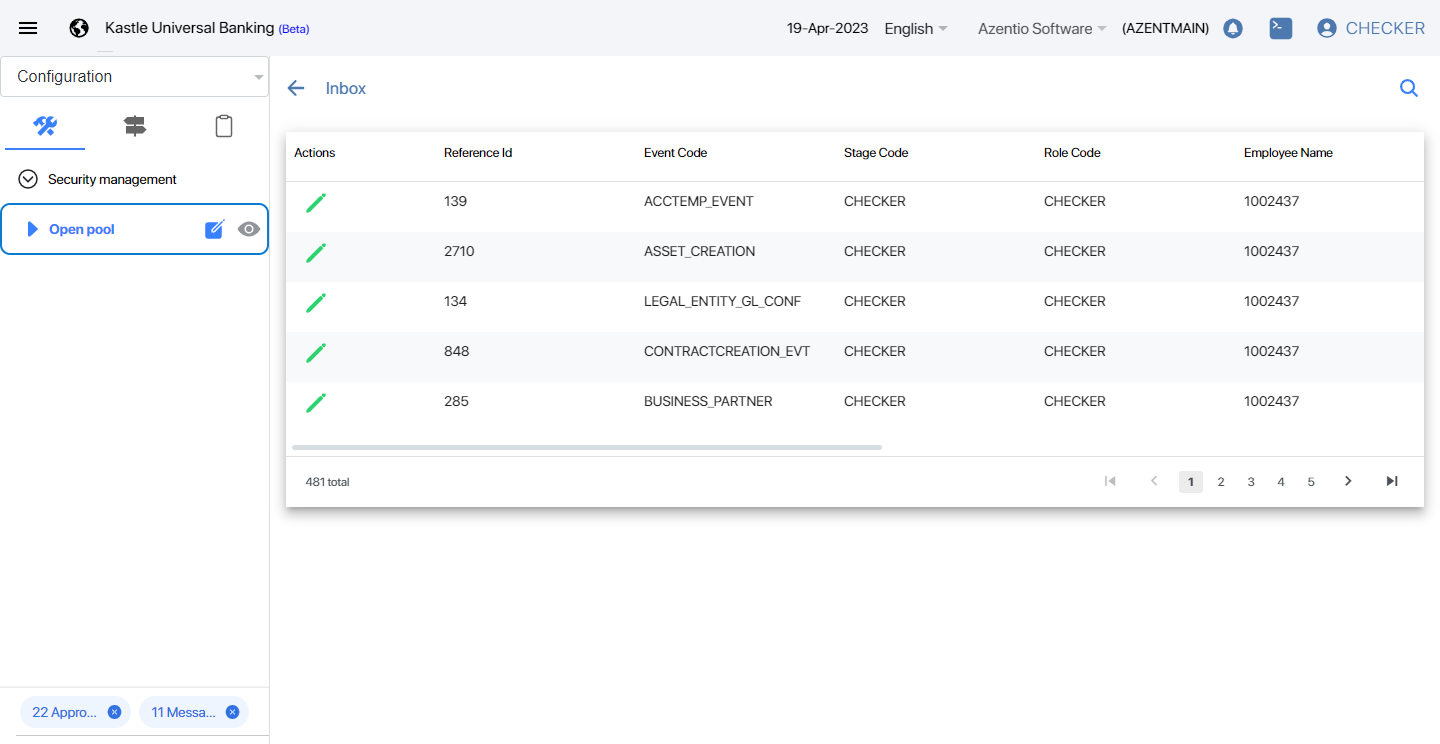 Kastle Universal Banking (Beta) 19-Apr-2023 English Azentio Software (AZENTMAIN) CHECKER
Configuration
Inbox
Security management
Open pool
Actions Reference Id Event Code Stage Code Role Code Employee Name
139 ACCTEMP_EVENT CHECKER CHECKER 1002437
2710 ASSET_CREATION CHECKER CHECKER 1002437
134 LEGAL_ENTITY_GL_CONF CHECKER CHECKER 1002437
848 CONTRACTCREATION_EVT CHECKER CHECKER 1002437
285 BUSINESS_PARTNER CHECKER CHECKER 1002437
481 total 1 2 3 4 5
22 Appro... 11 Messa...